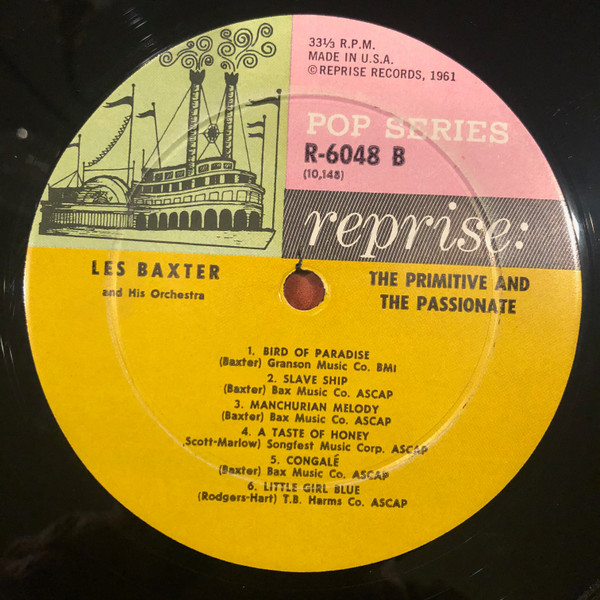 33⅓ R.P.M.
MADE IN U.S.A.
©REPRISE RECORDS, 1961
POP SERIES
R-6048 B
(10,148)
reprise:
LES BAXTER
and His Orchestra
THE PRIMITIVE AND
THE PASSIONATE
1. BIRD OF PARADISE
(Baxter) Granson Music Co. BMI
2. SLAVE SHIP
(Baxter) Bax Music Co. ASCAP
3. MANCHURIAN MELODY
(Baxter) Bax Music Co. ASCAP
4. A TASTE OF HONEY
Scott-Marlow) Songfest Music Corp. ASCAP
5. CONGALÉ
(Baxter) Bax Music Co. ASCAP
6. LITTLE GIRL BLUE
(Rodgers-Hart) T.B. Harms Co. ASCAP